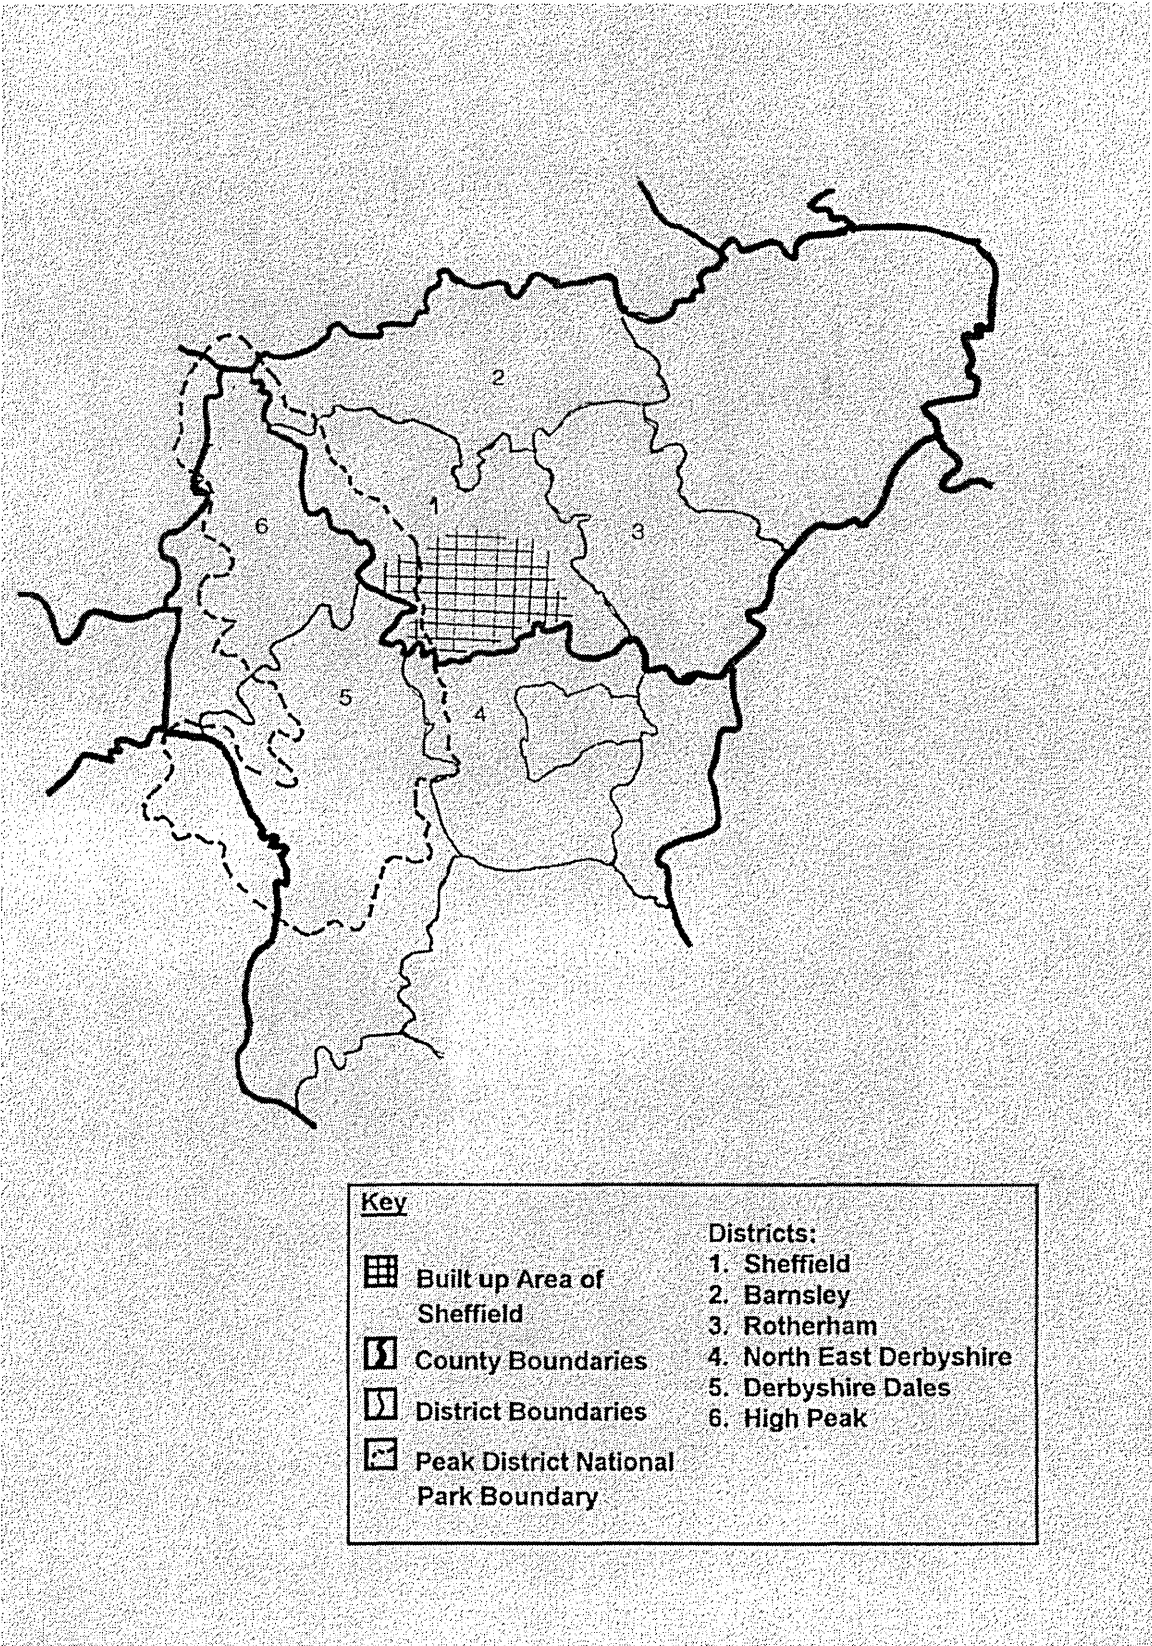 2
1
6
3
5
4
Key
Built up Area of
Sheffield
County Boundaries
District Boundaries
Peak District National
Park Boundary
Districts:
1. Sheffield
2. Barnsley
3. Rotherham
4. North East Derbyshire
5. Derbyshire Dales
6. High Peak